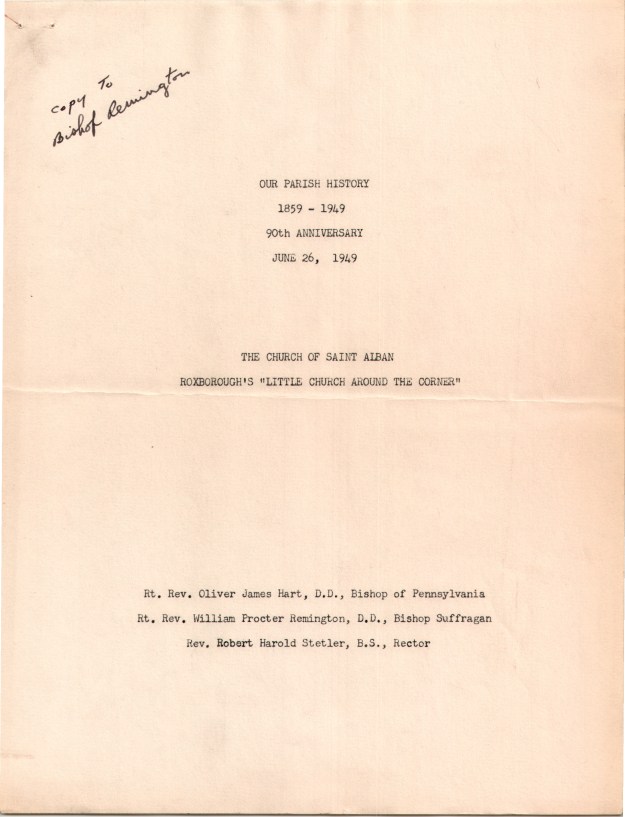 copy To
Bishop Remington
OUR PARISH HISTORY
1859 - 1949
90th ANNIVERSARY
JUNE 26, 1949
THE CHURCH OF SAINT ALBAN
ROXBOROUGH'S "LITTLE CHURCH AROUND THE CORNER"
Rt. Rev. Oliver James Hart, D.D., Bishop of Pennsylvania
Rt. Rev. William Procter Remington, D.D., Bishop Suffragan
Rev. Robert Harold Stetler, B.S., Rector